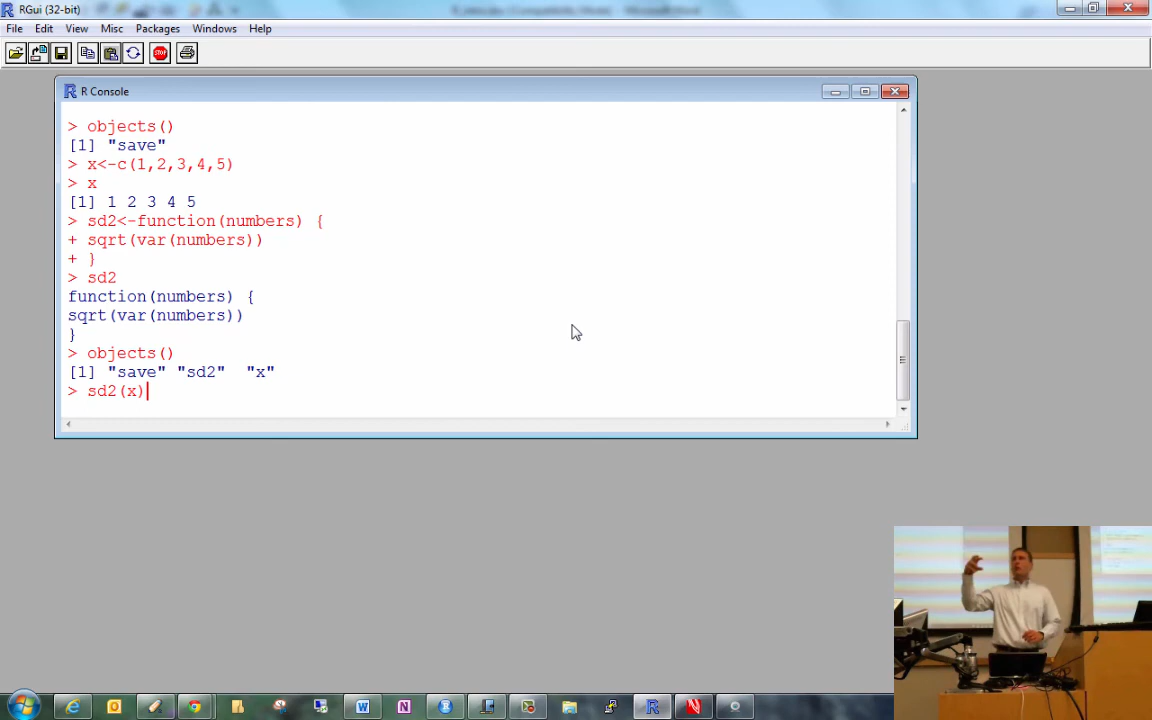 RGui (32-bit)
File Edit View Misc Packages Windows Help
STOP
R Console
> objects()
[1] "save"
> x<-c(1,2,3,4,5)
> x
[1] 1 2 3 4 5
> sd2<-function(numbers) {
+ sqrt(var(numbers))
+ }
> sd2
function(numbers) {
sqrt(var(numbers))
}
> objects()
[1] "save" "sd2"  "x"
> sd2(x)